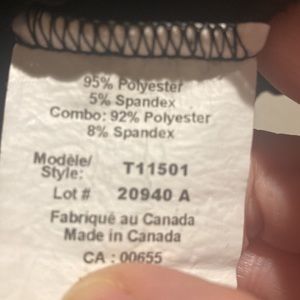 95% Polyester
5% Spandex
Combo: 92% Polyester
8% Spandex
Modèle/
Style: T11501
Lot # 20940 A
Fabriqué au Canada
Made in Canada
CA : 00655